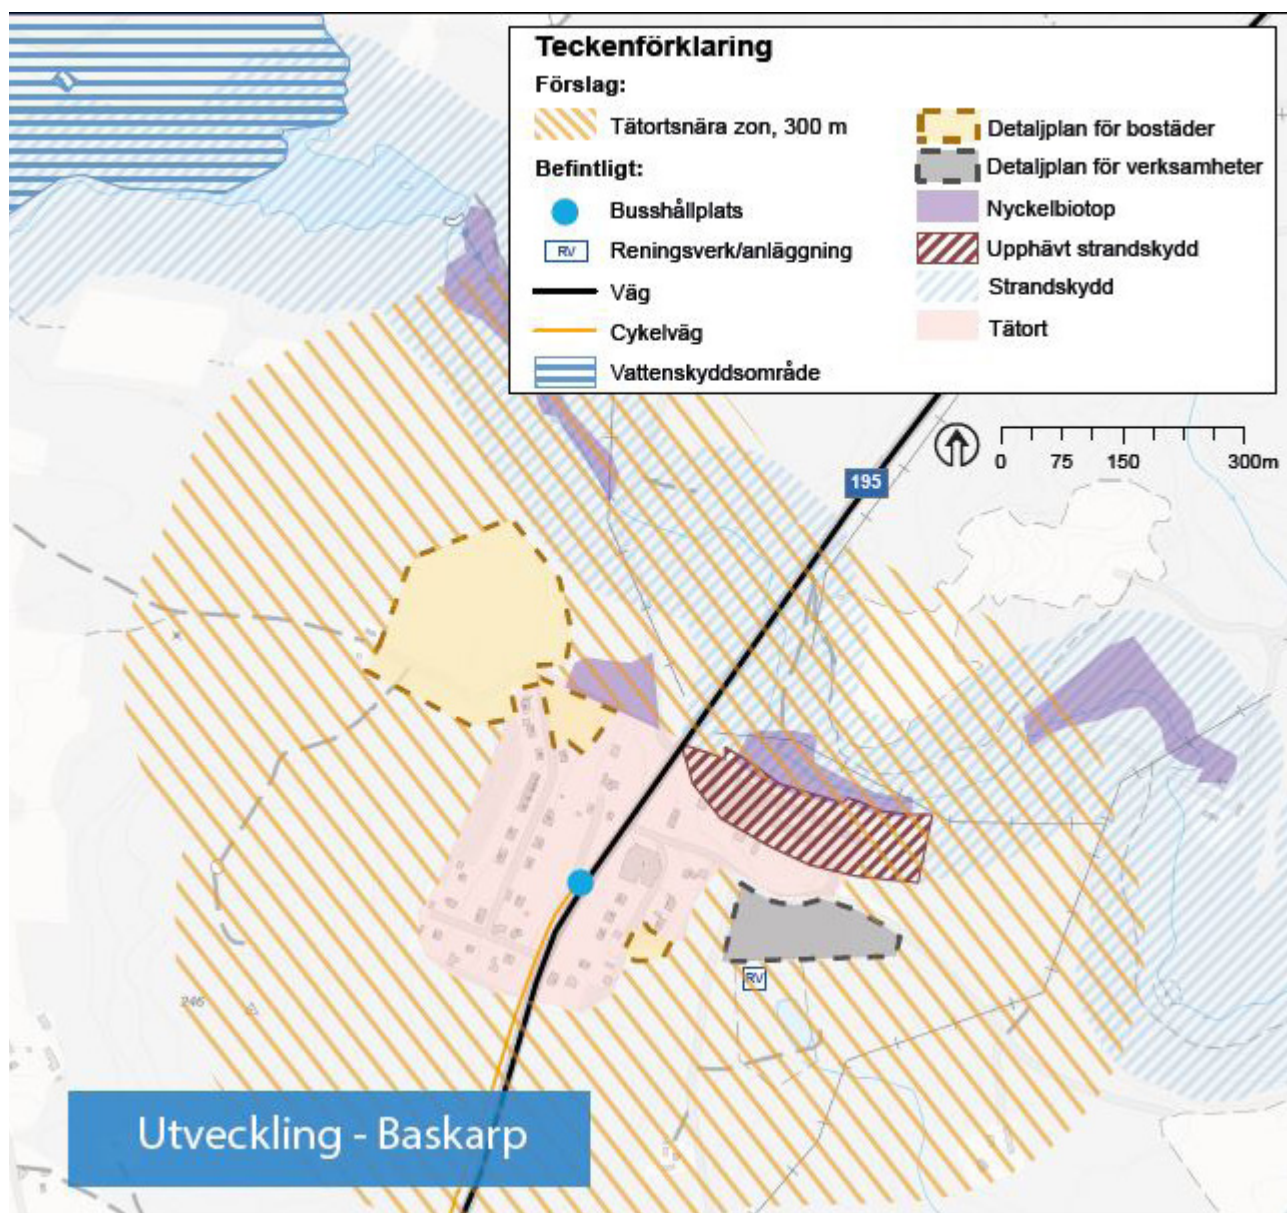 Teckenförklaring
Förslag:
Tätortsnära zon, 300 m
Befintligt:
Busshållplats
RV Reningsverk/anläggning
Väg
Cykelväg
Vattenskyddsområde
Detaljplan för bostäder
Detaljplan för verksamheter
Nyckelbiotop
Upphävt strandskydd
Strandskydd
Tätort
0 75 150 300m
195
RV
246
Utveckling - Baskarp